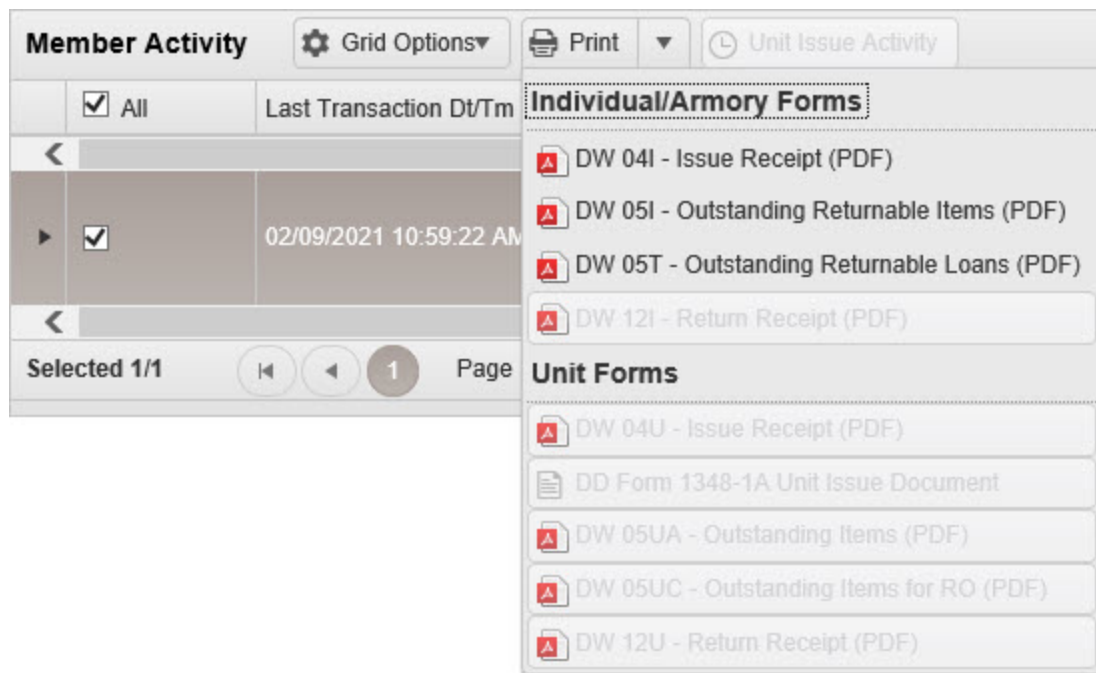 Member Activity
Grid Options
Print
Unit Issue Activity
All
Last Transaction Dt/Tm
Individual/Armory Forms
DW 04I - Issue Receipt (PDF)
DW 05I - Outstanding Returnable Items (PDF)
02/09/2021 10:59:22 AM
DW 05T - Outstanding Returnable Loans (PDF)
DW 12I - Return Receipt (PDF)
Selected 1/1
1
Page
Unit Forms
DW 04U - Issue Receipt (PDF)
DD Form 1348-1A Unit Issue Document
DW 05UA - Outstanding Items (PDF)
DW 05UC - Outstanding Items for RO (PDF)
DW 12U - Return Receipt (PDF)